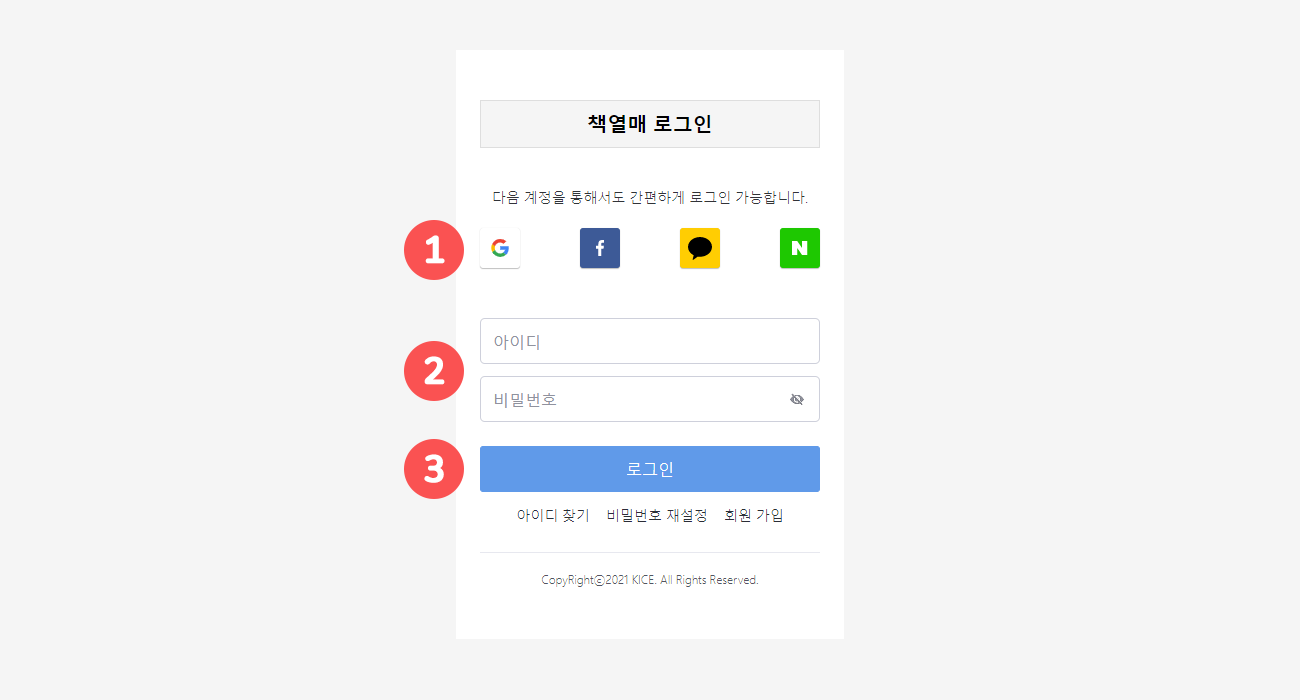 책열매 로그인
다음 계정을 통해서도 간편하게 로그인 가능합니다.
1
G f N
아이디
2
비밀번호
3
로그인
아이디 찾기 비밀번호 재설정 회원 가입
CopyRightⓒ2021 KICE. All Rights Reserved.